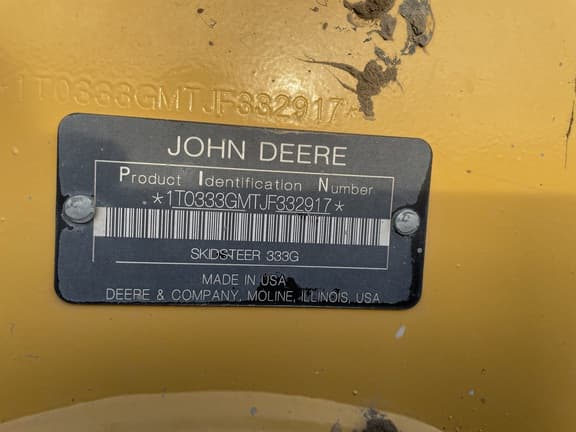 1T0333GMTJF332917*
JOHN DEERE
Product Identification Number
*1T0333GMTJF332917*
SKIDSTEER 333G
MADE IN USA
DEERE & COMPANY, MOLINE, ILLINOIS, USA